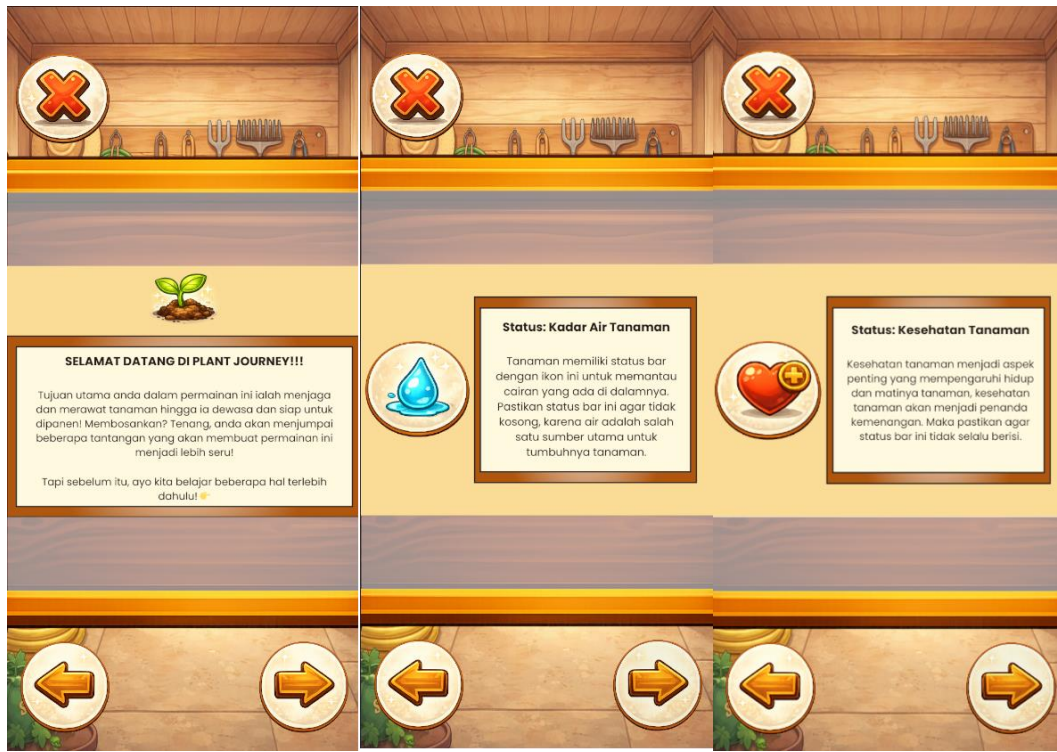 SELAMAT DATANG DI PLANT JOURNEY!!!
Tujuan utama anda dalam permainan ini ialah menjaga
dan merawat tanaman hingga ia dewasa dan siap untuk
dipanen! Membosankan? Tenang, anda akan menjumpai
beberapa tantangan yang akan membuat permainan ini
menjadi lebih seru!
Tapi sebelum itu, ayo kita belajar beberapa hal terlebih
dahulu!👉
Status: Kadar Air Tanaman
Tanaman memiliki status bar
dengan ikon ini untuk memantau
cairan yang ada di dalamnya.
Pastikan status bar ini agar tidak
kosong, karena air adalah salah
satu sumber utama untuk
tumbuhnya tanaman.
Status: Kesehatan Tanaman
Kesehatan tanaman menjadi aspek
penting yang mempengaruhi hidup
dan matinya tanaman, kesehatan
tanaman akan menjadi penanda
kemenangan. Maka pastikan agar
status bar ini tidak selalu berisi.